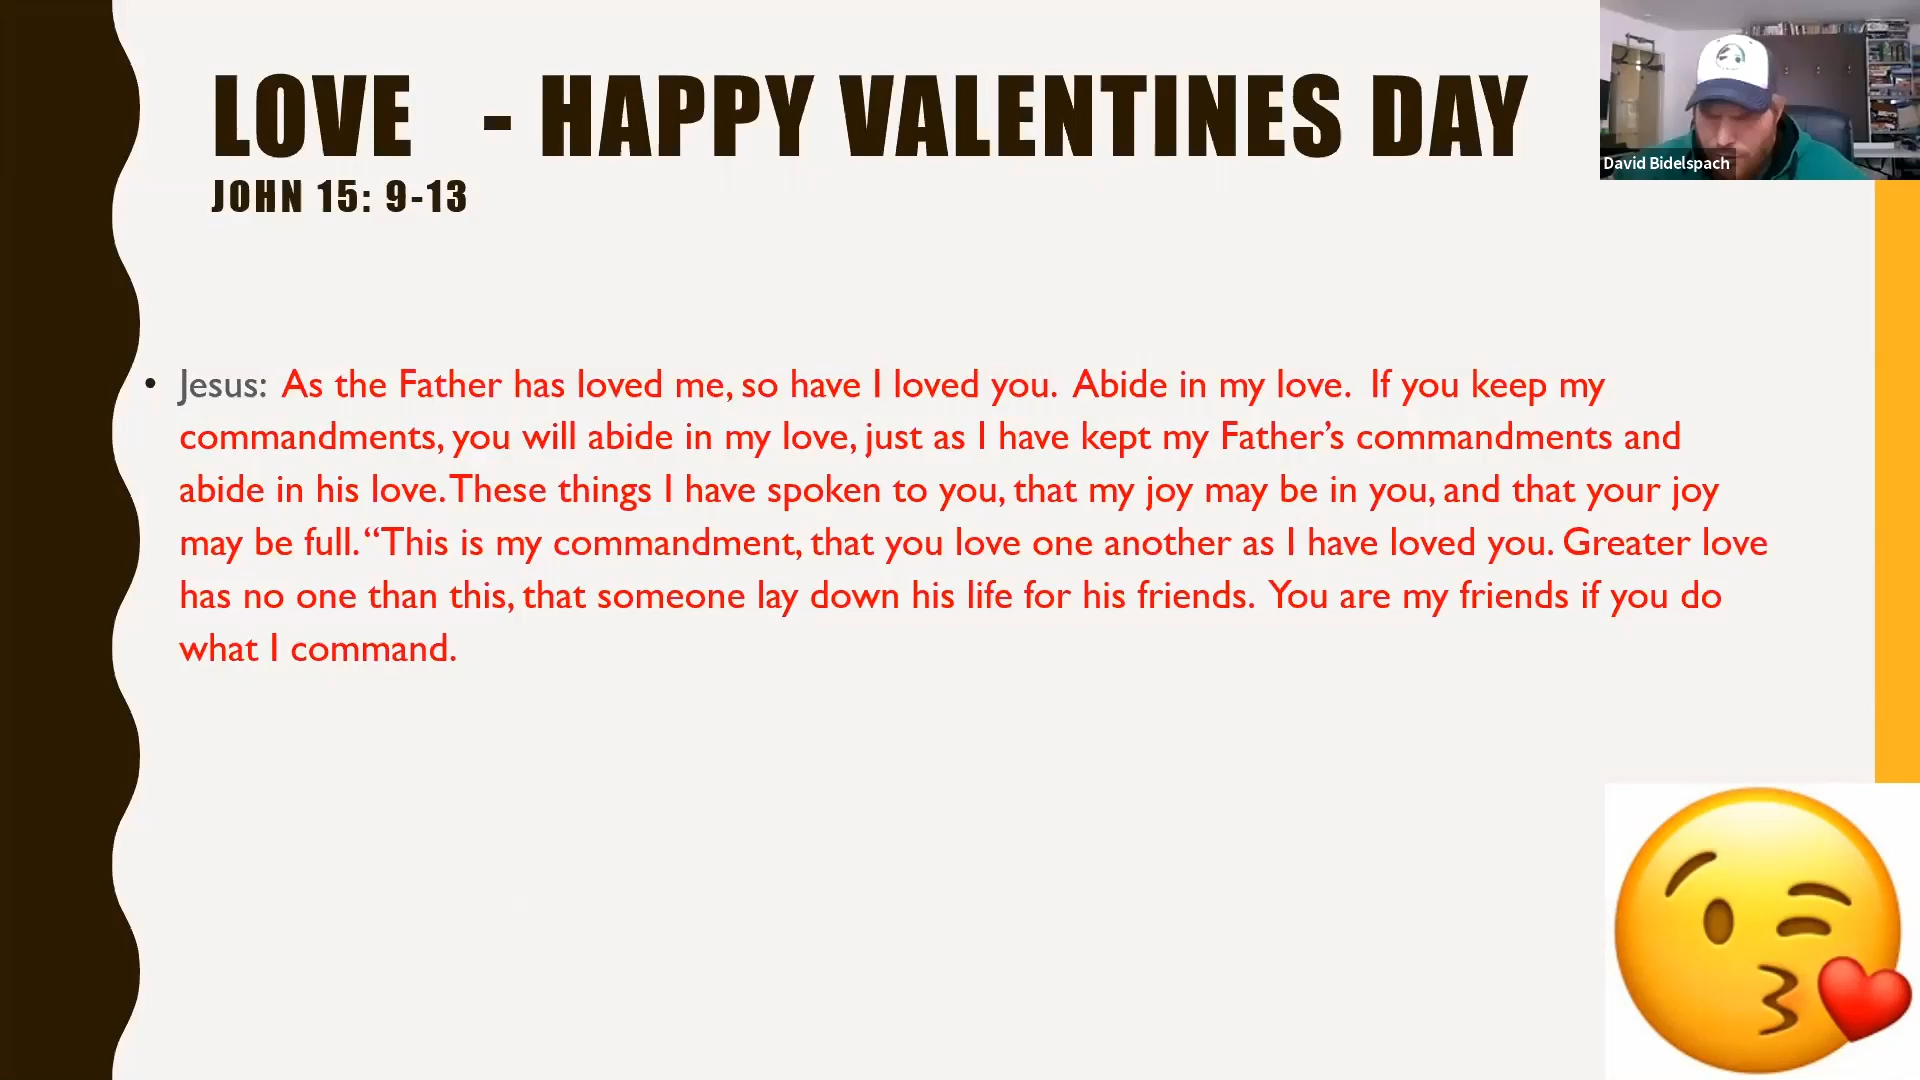 LOVE - HAPPY VALENTINES DAY
JOHN 15: 9-13
David Bidelspach
• Jesus: As the Father has loved me, so have I loved you. Abide in my love. If you keep my
commandments, you will abide in my love, just as I have kept my Father’s commandments and
abide in his love. These things I have spoken to you, that my joy may be in you, and that your joy
may be full. “This is my commandment, that you love one another as I have loved you. Greater love
has no one than this, that someone lay down his life for his friends. You are my friends if you do
what I command.